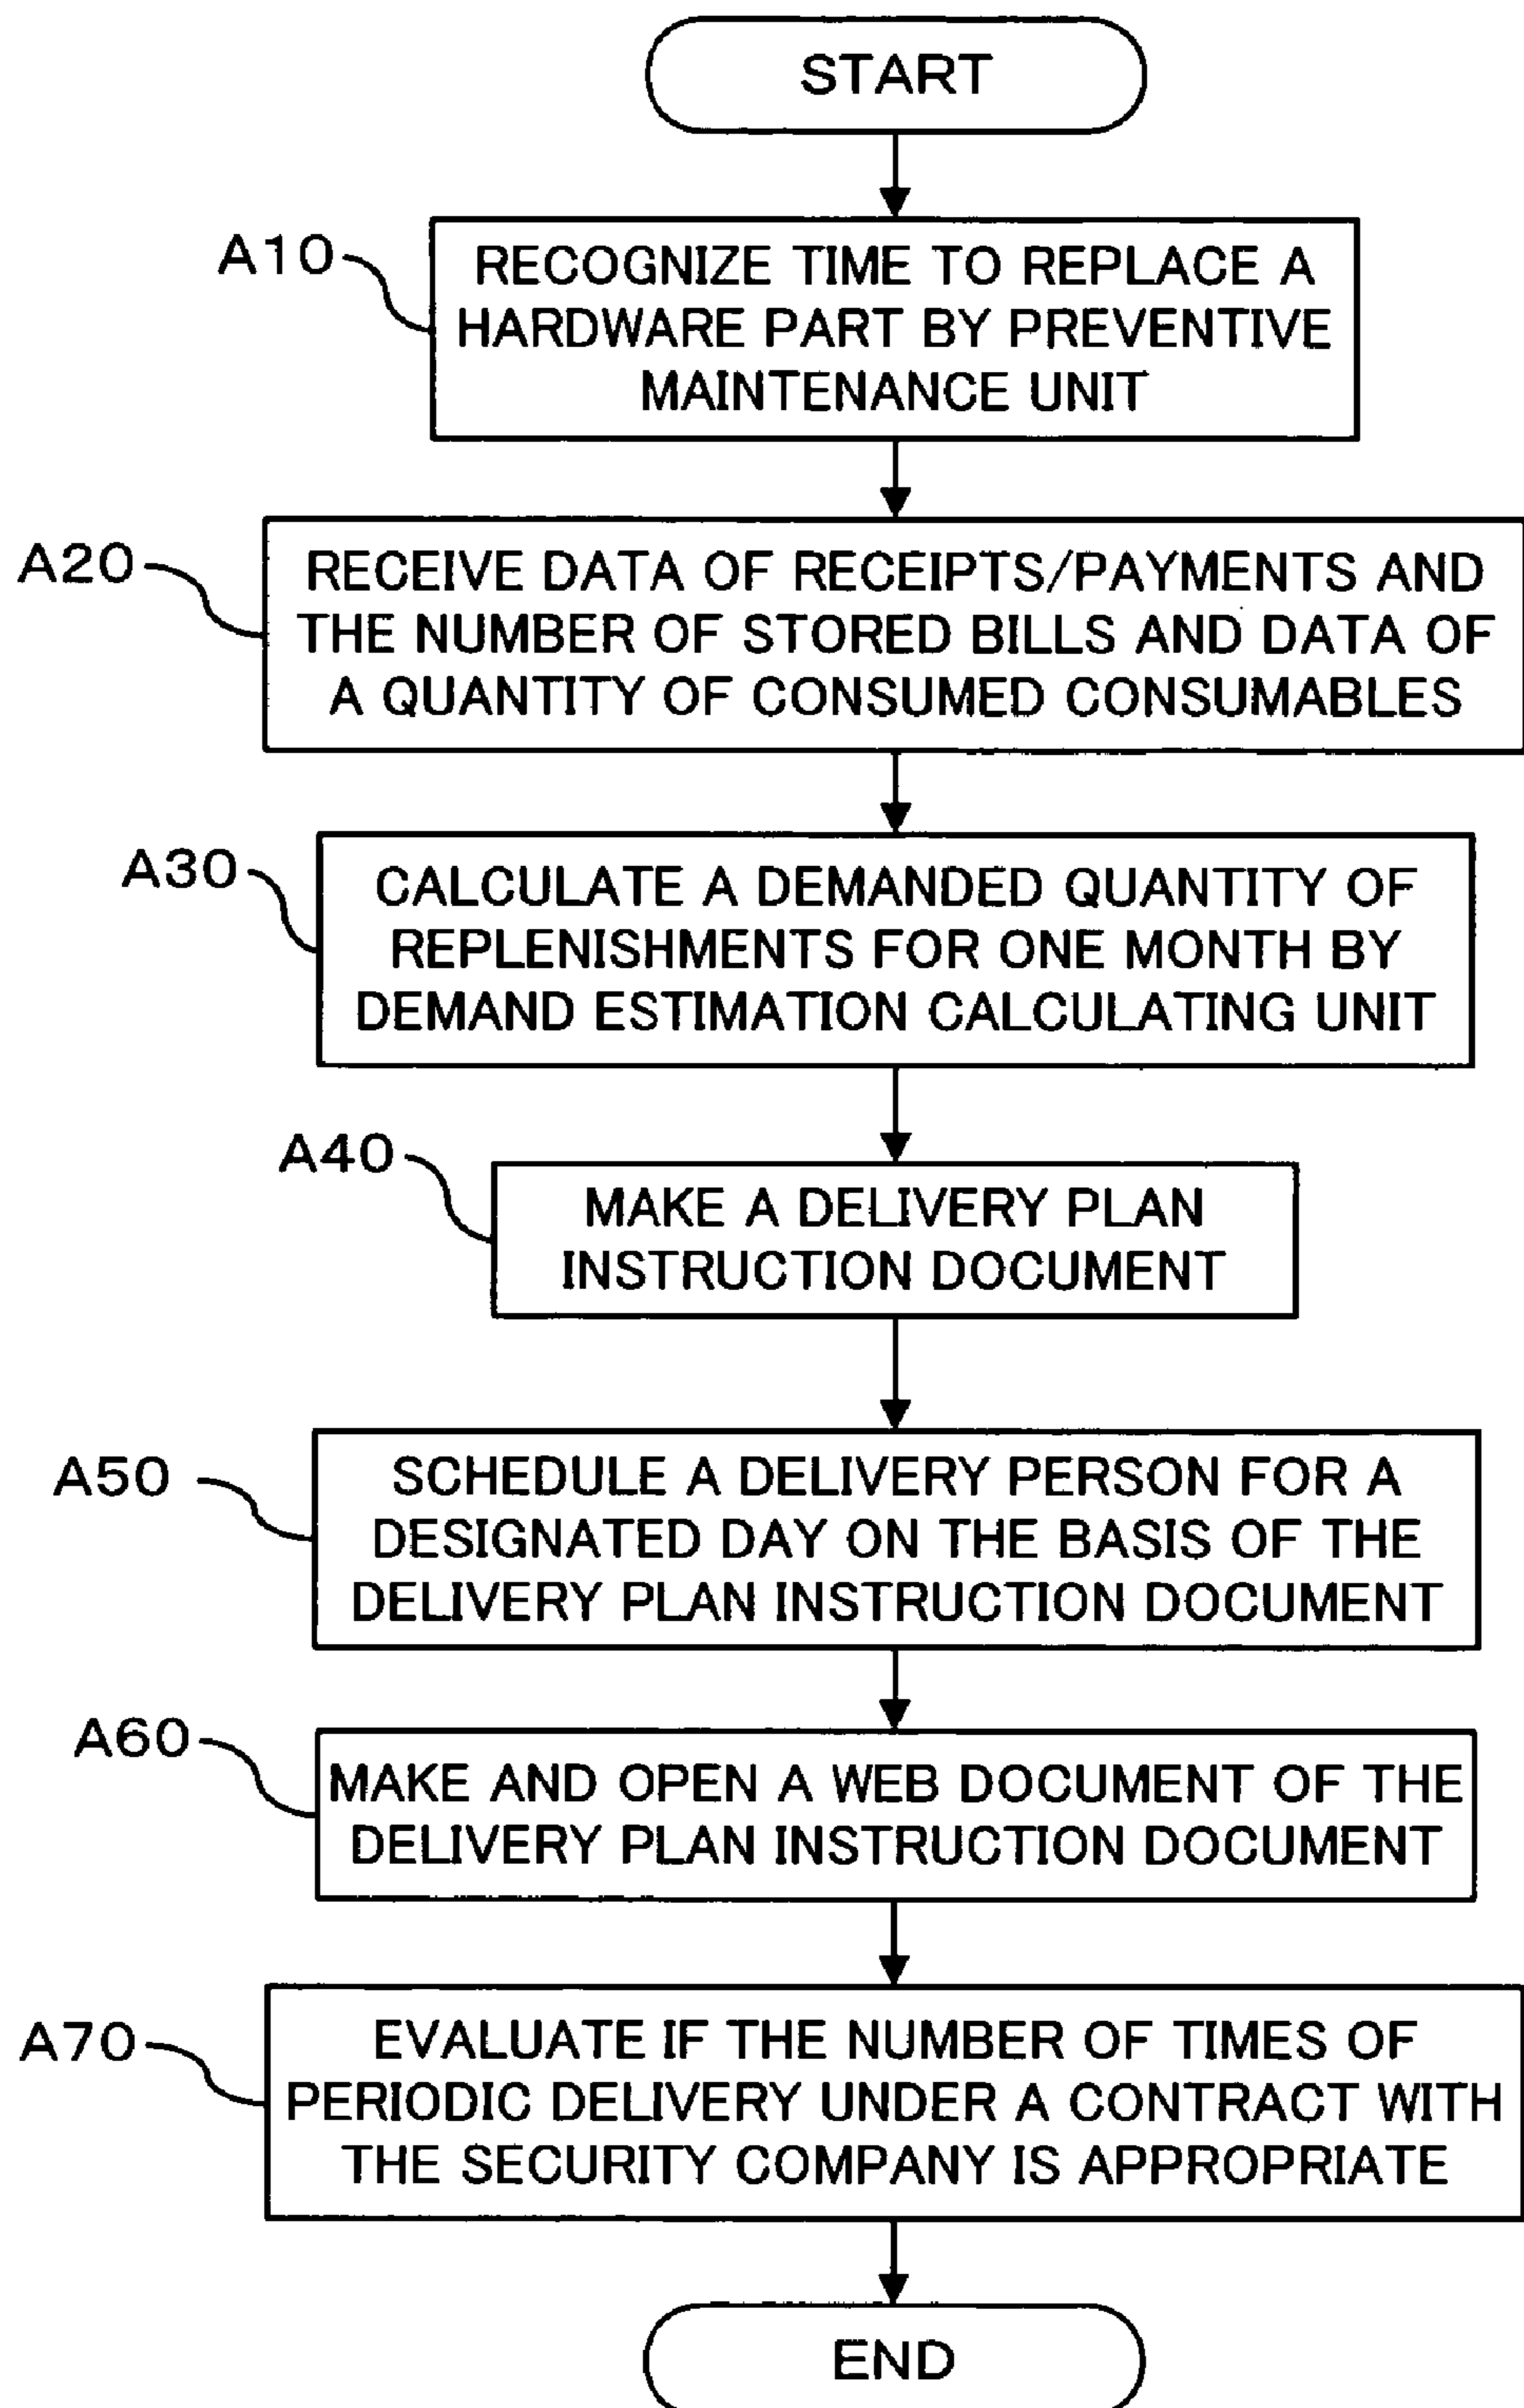 START
A10
RECOGNIZE TIME TO REPLACE A
HARDWARE PART BY PREVENTIVE
MAINTENANCE UNIT
A20
RECEIVE DATA OF RECEIPTS/PAYMENTS AND
THE NUMBER OF STORED BILLS AND DATA OF
A QUANTITY OF CONSUMED CONSUMABLES
A30
CALCULATE A DEMANDED QUANTITY OF
REPLENISHMENTS FOR ONE MONTH BY
DEMAND ESTIMATION CALCULATING UNIT
A40
MAKE A DELIVERY PLAN
INSTRUCTION DOCUMENT
A50
SCHEDULE A DELIVERY PERSON FOR A
DESIGNATED DAY ON THE BASIS OF THE
DELIVERY PLAN INSTRUCTION DOCUMENT
A60
MAKE AND OPEN A WEB DOCUMENT OF THE
DELIVERY PLAN INSTRUCTION DOCUMENT
A70
EVALUATE IF THE NUMBER OF TIMES OF
PERIODIC DELIVERY UNDER A CONTRACT WITH
THE SECURITY COMPANY IS APPROPRIATE
END